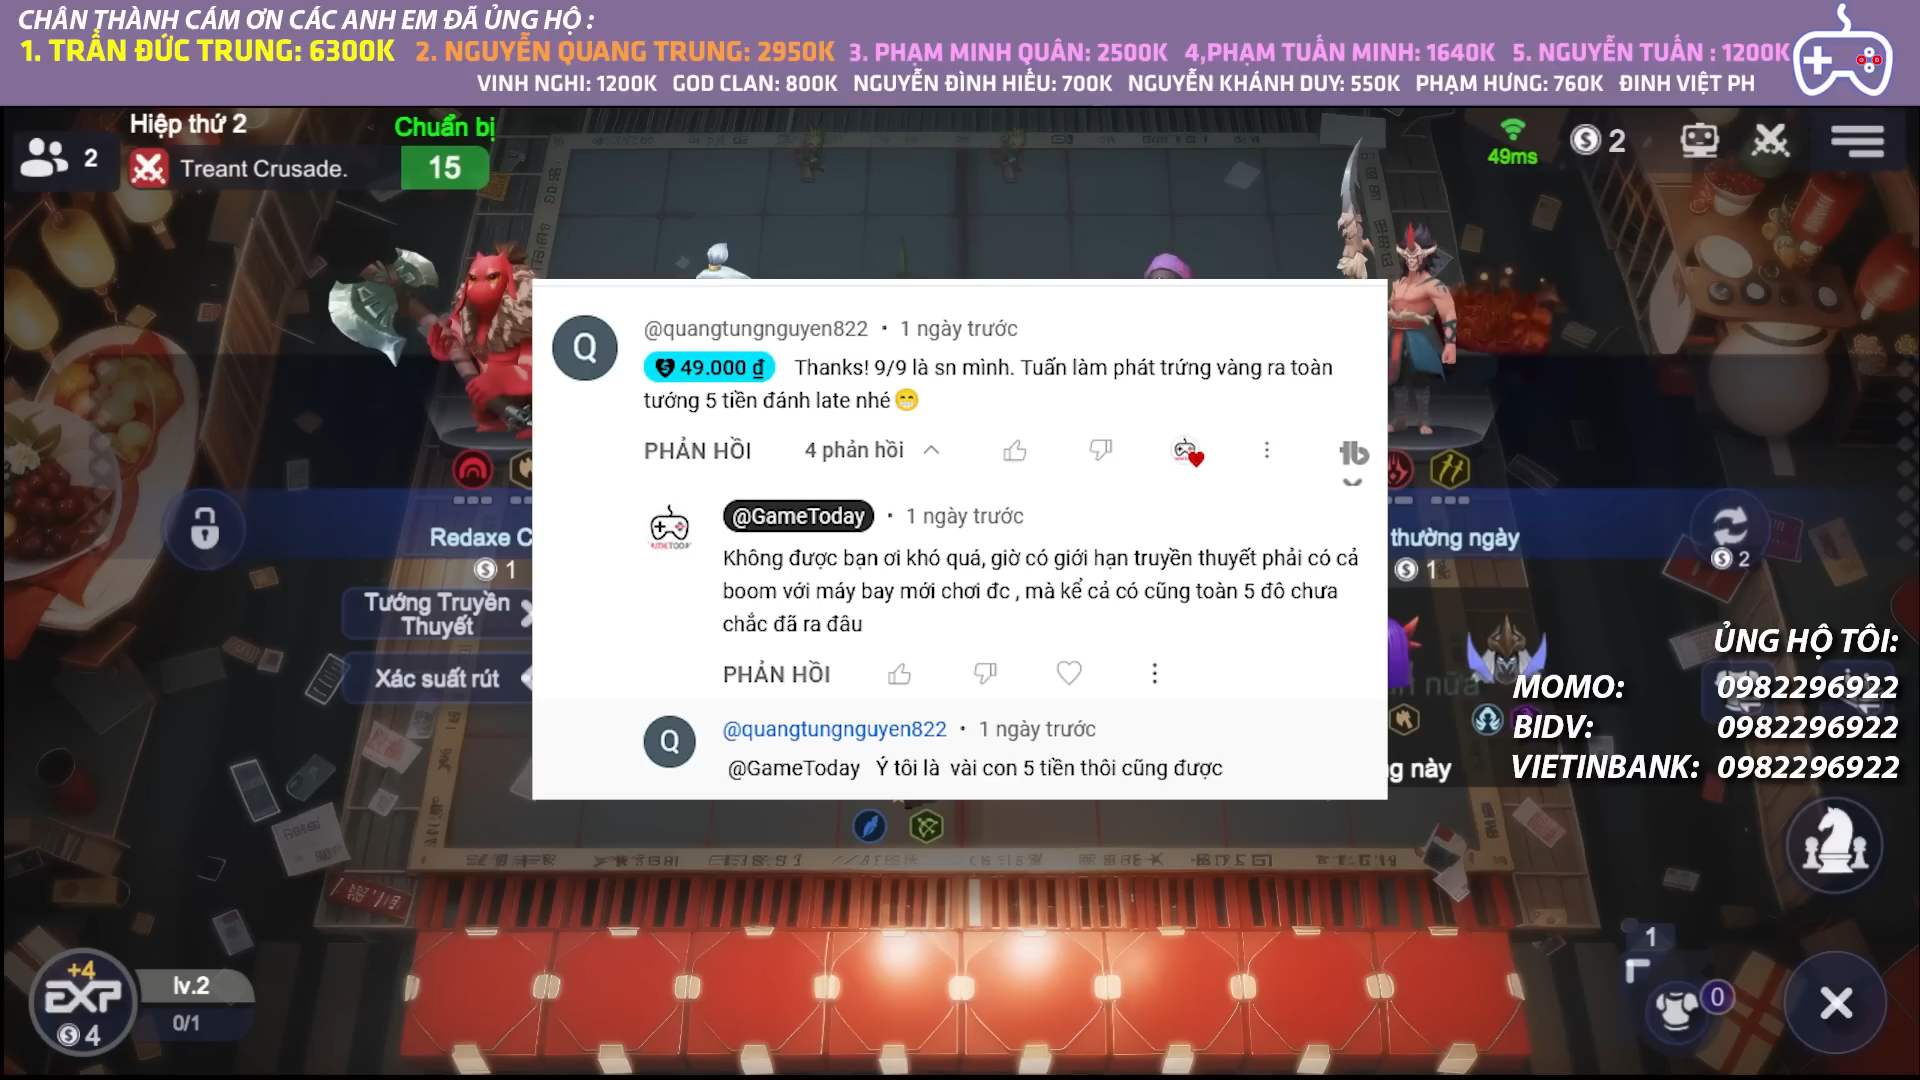 CHÂN THÀNH CÁM ƠN CÁC ANH EM ĐÃ ỦNG HỘ :
1. TRẦN ĐỨC TRUNG: 6300K 2. NGUYỄN QUANG TRUNG: 2950K 3. PHẠM MINH QUÂN: 2500K 4,PHẠM TUẤN MINH: 1640K 5. NGUYỄN TUẤN : 1200K
VINH NGHI: 1200K GOD CLAN: 800K NGUYỄN ĐÌNH HIẾU: 700K NGUYỄN KHÁNH DUY: 550K PHẠM HƯNG: 760K ĐINH VIỆT PH
2
Hiệp thứ 2
Treant Crusade.
Chuẩn bị
15
49ms
2
@quangtungnguyen822 • 1 ngày trước
49.000 ₫ Thanks! 9/9 là sn mình. Tuấn làm phát trứng vàng ra toàn
tướng 5 tiền đánh late nhé😁
PHẢN HỒI 4 phản hồi
@GameToday • 1 ngày trước
Không được bạn ơi khó quá, giờ có giới hạn truyền thuyết phải có cả
boom với máy bay mới chơi đc , mà kể cả có cũng toàn 5 đô chưa
chắc đã ra đâu
PHẢN HỒI
Q
@quangtungnguyen822 • 1 ngày trước
@GameToday Ý tôi là vài con 5 tiền thôi cũng được
Q
Redaxe C
1
Tướng Truyền
Thuyết
Xác suất rút
thường ngày
1
2
nữa
g này
ỦNG HỘ TÔI:
MOMO: 0982296922
BIDV: 0982296922
VIETINBANK: 0982296922
+4
EXP
4
lv.2
0/1
1
0